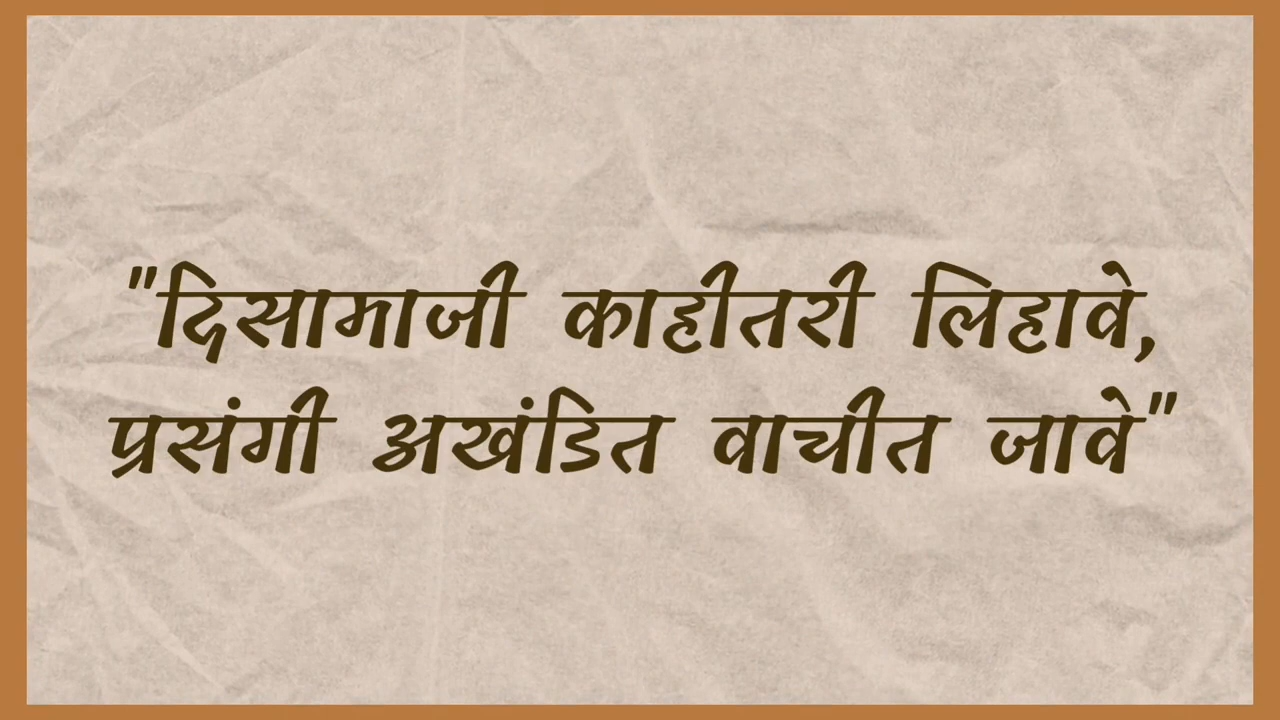 "दिसामाजी काहीतरी लिहावे,
प्रसंगी अखंडित वाचीत जावे"